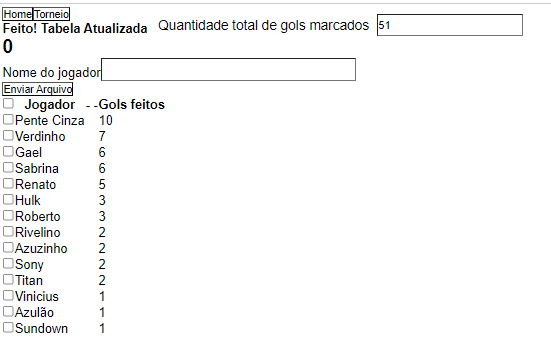 Home Torneio
Feito! Tabela Atualizada Quantidade total de gols marcados 51
0
Nome do jogador
Enviar Arquivo
Jogador - - Gols feitos
Pente Cinza 10
Verdinho 7
Gael 6
Sabrina 6
Renato 5
Hulk 3
Roberto 3
Rivelino 2
Azuzinho 2
Sony 2
Titan 2
Vinicius 1
Azulão 1
Sundown 1